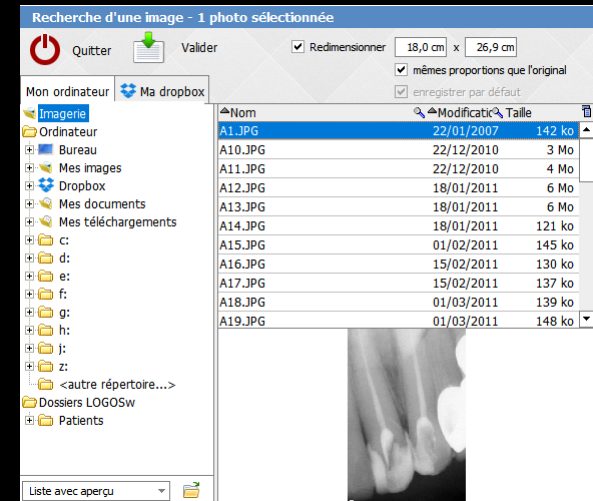 Recherche d'une image - 1 photo sélectionnée
Quitter Valider Redimensionner 18,0 cm x 26,9 cm
mêmes proportions que l'original
enregistrer par défaut
Mon ordinateur Ma dropbox
Imagerie
Ordinateur
Bureau
Mes images
Dropbox
Mes documents
Mes téléchargements
c:
d:
e:
f:
g:
h:
j:
z:
<autre répertoire...>
Dossiers LOGOSw
Patients
Liste avec aperçu
Nom Modificatic Taille
A1.JPG 22/01/2007 142 ko
A10.JPG 22/12/2010 3 Mo
A11.JPG 22/12/2010 4 Mo
A12.JPG 18/01/2011 6 Mo
A13.JPG 18/01/2011 6 Mo
A14.JPG 18/01/2011 121 ko
A15.JPG 01/02/2011 145 ko
A16.JPG 15/02/2011 130 ko
A17.JPG 15/02/2011 137 ko
A18.JPG 01/03/2011 139 ko
A19.JPG 01/03/2011 148 ko